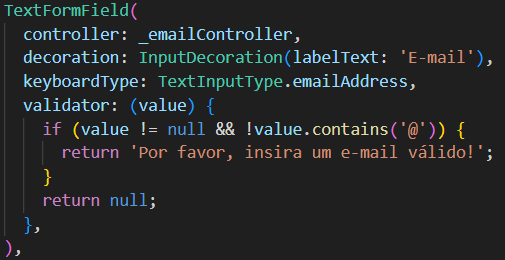 TextFormField(
  controller: _emailController,
  decoration: InputDecoration(labelText: 'E-mail'),
  keyboardType: TextInputType.emailAddress,
  validator: (value) {
    if (value != null && !value.contains('@')) {
      return 'Por favor, insira um e-mail válido!';
    }
    return null;
  },
),